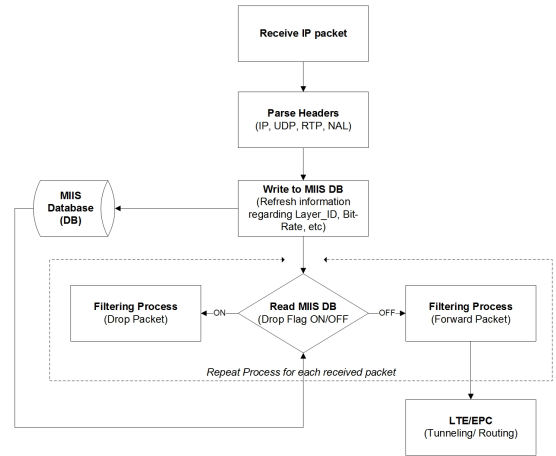 Receive IP packet
Parse Headers
(IP, UDP, RTP, NAL)
MIIS
Database
(DB)
Write to MIIS DB
(Refresh information
regarding Layer_ID, Bit-
Rate, etc)
Filtering Process
(Drop Packet)
ON
Read MIIS DB
(Drop Flag ON/OFF
OFF
Filtering Process
(Forward Packet)
Repeat Process for each received packet
LTE/EPC
(Tunneling/ Routing)